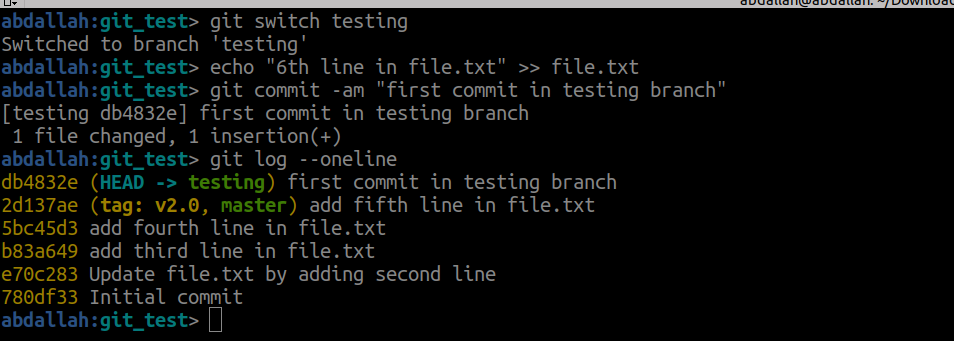 abdallah@abdallah: ~/Download
abdallah:git_test> git switch testing
Switched to branch 'testing'
abdallah:git_test> echo "6th line in file.txt" >> file.txt
abdallah:git_test> git commit -am "first commit in testing branch"
[testing db4832e] first commit in testing branch
 1 file changed, 1 insertion(+)
abdallah:git_test> git log --oneline
db4832e (HEAD -> testing) first commit in testing branch
2d137ae (tag: v2.0, master) add fifth line in file.txt
5bc45d3 add fourth line in file.txt
b83a649 add third line in file.txt
e70c283 Update file.txt by adding second line
780df33 Initial commit
abdallah:git_test>